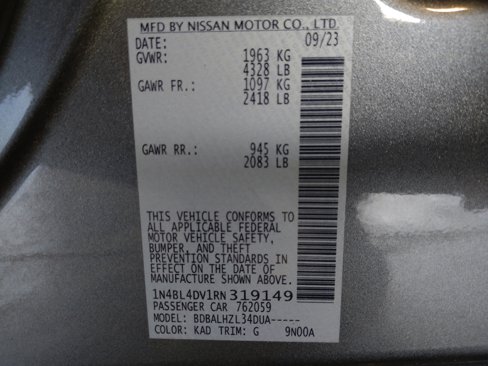 MFD BY NISSAN MOTOR CO., LTD.
DATE: 09/23
GVWR: 1963 KG
4328 LB
GAWR FR.: 1097 KG
2418 LB
GAWR RR.: 945 KG
2083 LB
THIS VEHICLE CONFORMS TO
ALL APPLICABLE FEDERAL
MOTOR VEHICLE SAFETY,
BUMPER, AND THEFT
PREVENTION STANDARDS IN
EFFECT ON THE DATE OF
MANUFACTURE SHOWN ABOVE.
1N4BL4DV1RN319149
PASSENGER CAR 762059
MODEL: BDBALHZL34DUA-----
COLOR: KAD TRIM: G 9N00A